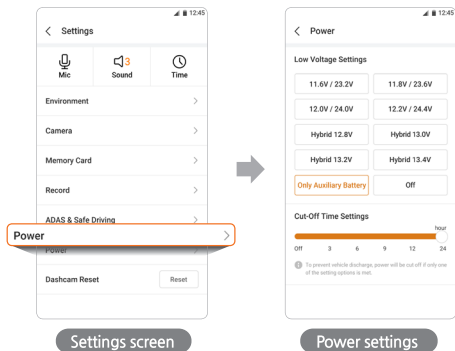 12:45
Settings
3
Mic
Sound
Time
Environment
Camera
Memory Card
Record
ADAS & Safe Driving
Power
Power
Dashcam Reset
Reset
Settings screen
12:45
Power
Low Voltage Settings
11.6V / 23.2V
11.8V / 23.6V
12.0V / 24.0V
12.2V / 24.4V
Hybrid 12.8V
Hybrid 13.0V
Hybrid 13.2V
Hybrid 13.4V
Only Auxiliary Battery
Off
Cut-Off Time Settings
hour
Off 3 6 9 12 24
To prevent vehicle discharge, power will be cut off if only one
of the setting options is met.
Power settings